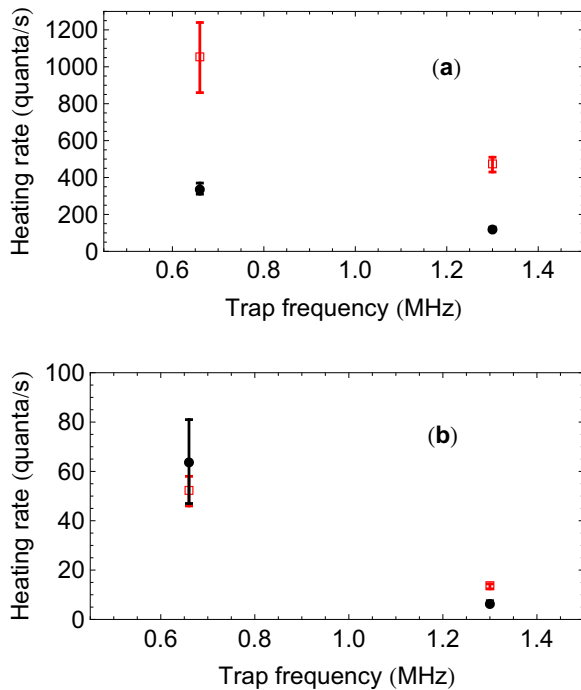 (a)
Heating rate (quanta/s)
1200
1000
800
600
400
200
0
0.6 0.8 1.0 1.2 1.4
Trap frequency (MHz)
(b)
Heating rate (quanta/s)
100
80
60
40
20
0
0.6 0.8 1.0 1.2 1.4
Trap frequency (MHz)